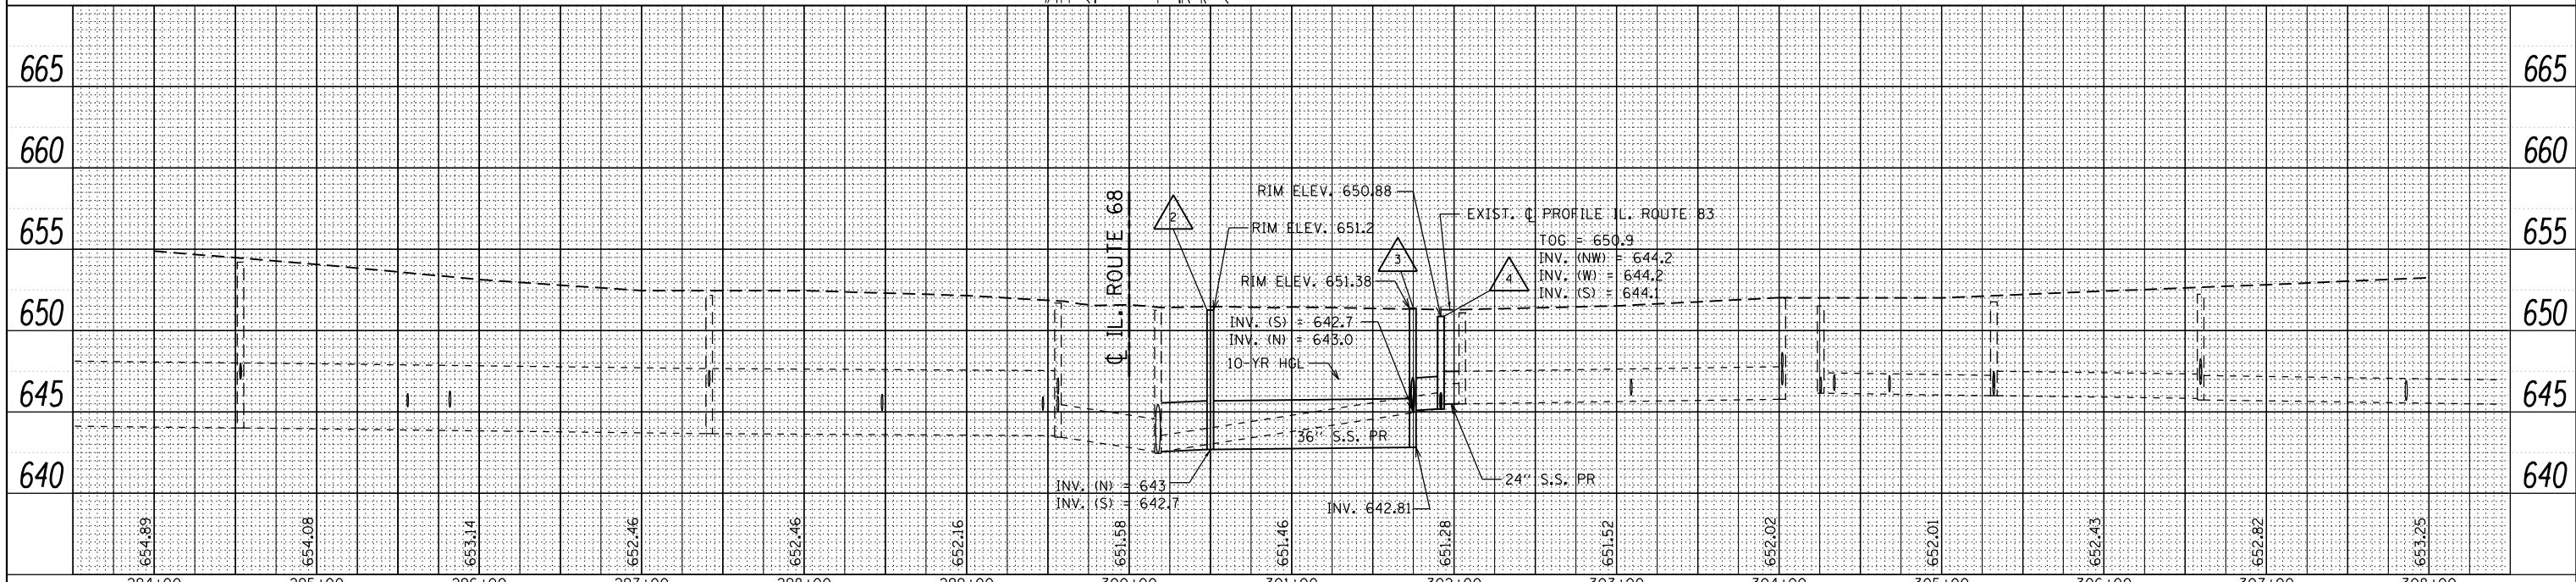 665
665
660
660
655
655
650
650
645
645
640
640
℄ IL. ROUTE 68
2
RIM ELEV. 650.88
RIM ELEV. 651.2
EXIST. ℄ PROFILE IL. ROUTE 83
TOG = 650.9
INV. (NW) = 644.2
INV. (W) = 644.2
INV. (S) = 644.1
3
4
RIM ELEV. 651.38
INV. (S) = 642.7
INV. (N) = 643.0
10-YR HGL
36" S.S. PR
24" S.S. PR
INV. (N) = 643
INV. (S) = 642.7
INV. 642.81
654.89
654.08
653.14
652.46
652.46
652.16
651.58
651.46
651.28
651.52
652.02
652.01
652.43
652.82
653.25